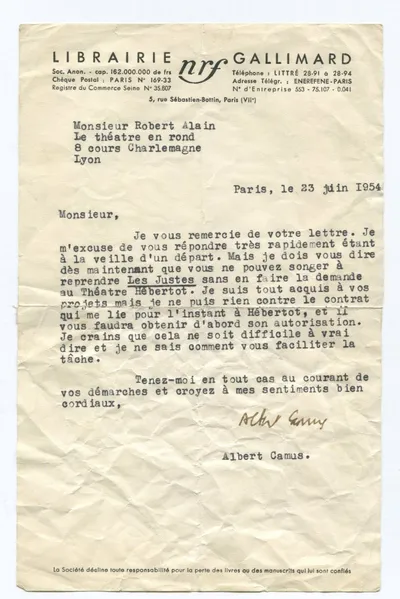 LIBRAIRIE nrf GALLIMARD
Soc. Anon. - cap. 162.000.000 de frs
Chèque Postal : PARIS N° 169-33
Registre du Commerce Seine N° 35.807
Téléphone : LITTRÉ 28-91 à 28-94
Adresse Télégr. : ENEREFENE-PARIS
N° d'Entreprise 553 - 75.107 - 0.041
5, rue Sébastien-Bottin, Paris (VIIe)
Monsieur Robert Alain
Le théatre en rond
8 cours Charlemagne
Lyon
Paris, le 23 juin 1954
Monsieur,
Je vous remercie de votre lettre. Je
m'excuse de vous répondre très rapidement étant
à la veille d'un départ. Mais je dois vous dire
dès maintenant que vous ne pouvez songer à
reprendre Les Justes sans en faire la demande
au Théâtre Hébertot. Je suis tout acquis à vos
projets mais je ne puis rien contre le contrat
qui me lie pour l'instant à Hébertot, et il
vous faudra obtenir d'abord son autorisation.
Je crains que cela ne soit difficile à vrai
dire et je ne sais comment vous faciliter la
tâche.
Tenez-moi en tout cas au courant de
vos démarches et croyez à mes sentiments bien
cordiaux,
Albert Camus
Albert Camus.
La Société décline toute responsabilité pour la perte des livres ou des manuscrits qui lui sont confiés